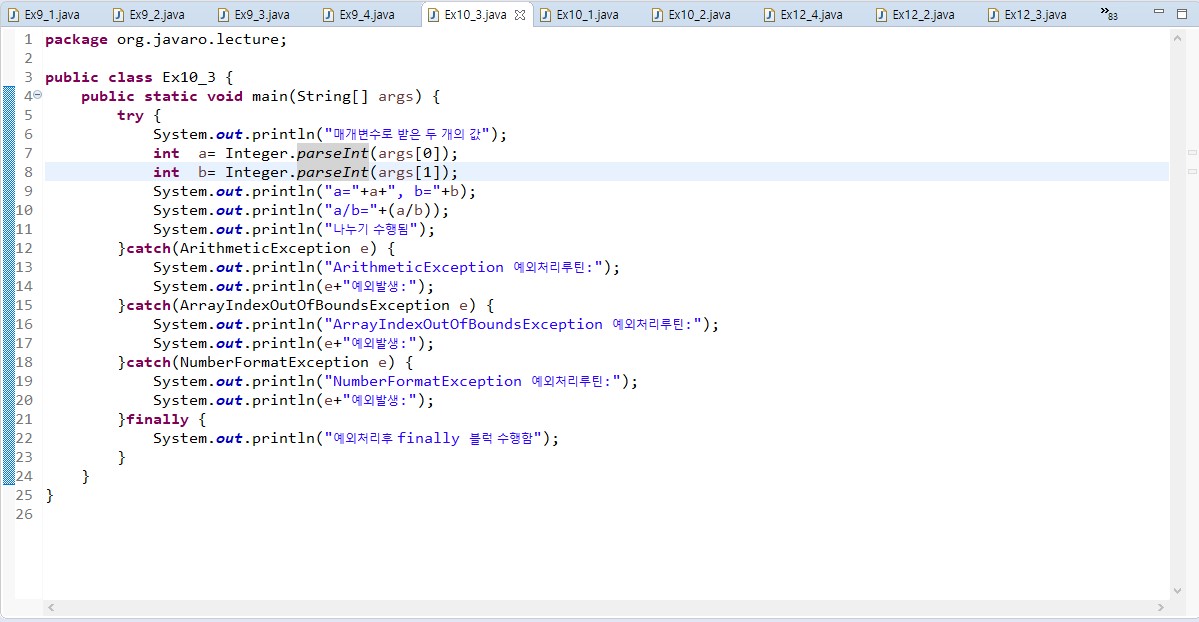 Ex9_1.java Ex9_2.java Ex9_3.java Ex9_4.java Ex10_3.java Ex10_1.java Ex10_2.java Ex12_4.java Ex12_2.java Ex12_3.java »83
1 package org.javaro.lecture;
2
3 public class Ex10_3 {
4 public static void main(String[] args) {
5 try {
6 System.out.println("매개변수로 받은 두 개의 값");
7 int  a= Integer.parseInt(args[0]);
8 int  b= Integer.parseInt(args[1]);
9 System.out.println("a="+a+", b="+b);
10 System.out.println("a/b="+(a/b));
11 System.out.println("나누기 수행됨");
12 }catch(ArithmeticException e) {
13 System.out.println("ArithmeticException 예외처리루틴:");
14 System.out.println(e+"예외발생:");
15 }catch(ArrayIndexOutOfBoundsException e) {
16 System.out.println("ArrayIndexOutOfBoundsException 예외처리루틴:");
17 System.out.println(e+"예외발생:");
18 }catch(NumberFormatException e) {
19 System.out.println("NumberFormatException 예외처리루틴:");
20 System.out.println(e+"예외발생:");
21 }finally {
22 System.out.println("예외처리후 finally 블럭 수행함");
23 }
24 }
25 }
26